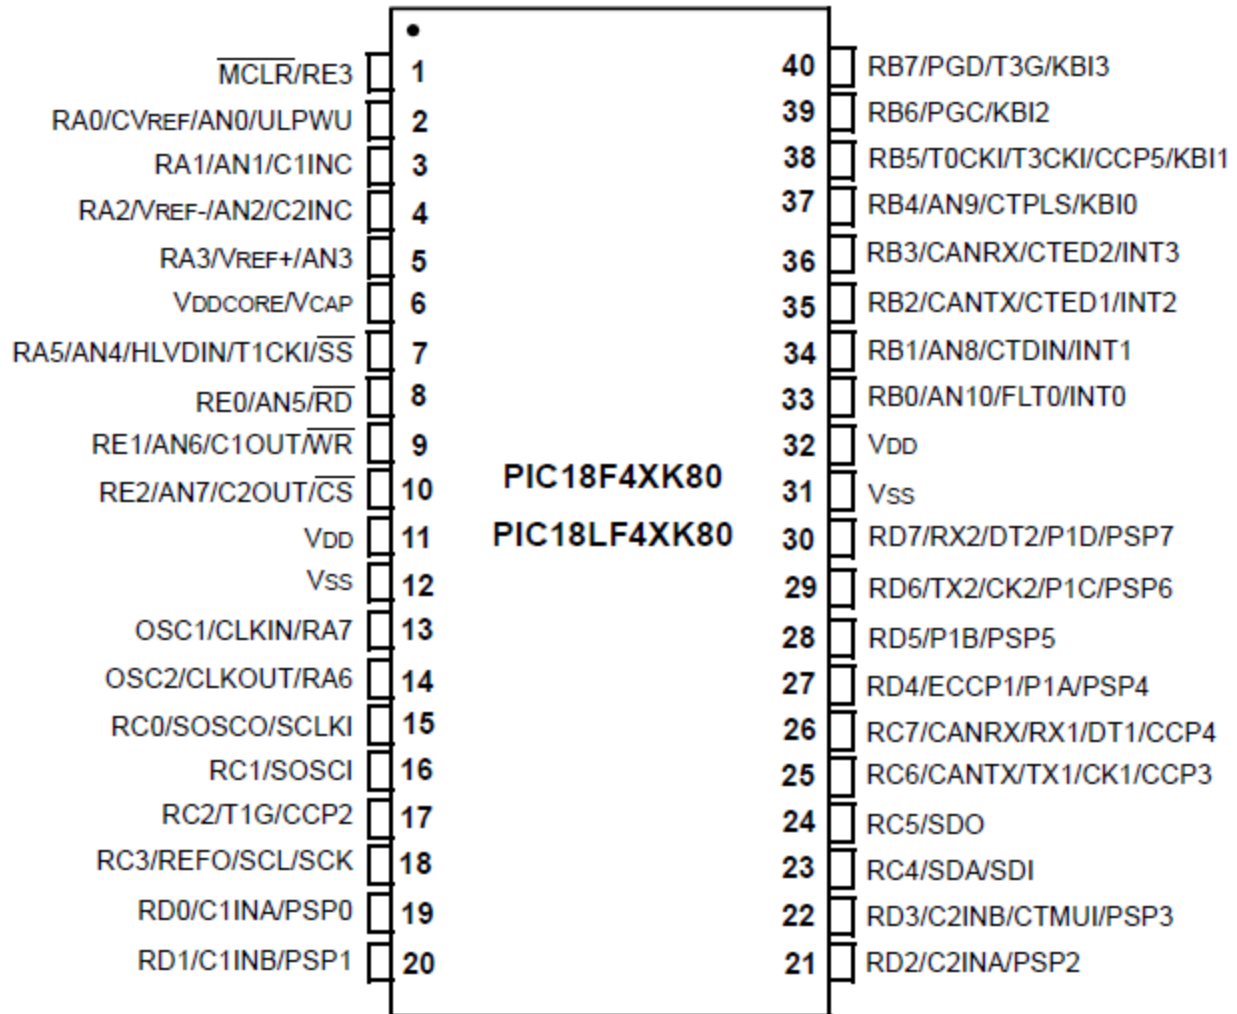 MCLR/RE3 1
RA0/CVREF/AN0/ULPWU 2
RA1/AN1/C1INC 3
RA2/VREF-/AN2/C2INC 4
RA3/VREF+/AN3 5
VDDCORE/VCAP 6
RA5/AN4/HLVDIN/T1CKI/SS 7
RE0/AN5/RD 8
RE1/AN6/C1OUT/WR 9
RE2/AN7/C2OUT/CS 10
VDD 11
VSS 12
OSC1/CLKIN/RA7 13
OSC2/CLKOUT/RA6 14
RC0/SOSCO/SCLKI 15
RC1/SOSCI 16
RC2/T1G/CCP2 17
RC3/REFO/SCL/SCK 18
RD0/C1INA/PSP0 19
RD1/C1INB/PSP1 20
PIC18F4XK80
PIC18LF4XK80
40 RB7/PGD/T3G/KBI3
39 RB6/PGC/KBI2
38 RB5/T0CKI/T3CKI/CCP5/KBI1
37 RB4/AN9/CTPLS/KBI0
36 RB3/CANRX/CTED2/INT3
35 RB2/CANTX/CTED1/INT2
34 RB1/AN8/CTDIN/INT1
33 RB0/AN10/FLT0/INT0
32 VDD
31 VSS
30 RD7/RX2/DT2/P1D/PSP7
29 RD6/TX2/CK2/P1C/PSP6
28 RD5/P1B/PSP5
27 RD4/ECCP1/P1A/PSP4
26 RC7/CANRX/RX1/DT1/CCP4
25 RC6/CANTX/TX1/CK1/CCP3
24 RC5/SDO
23 RC4/SDA/SDI
22 RD3/C2INB/CTMUI/PSP3
21 RD2/C2INA/PSP2